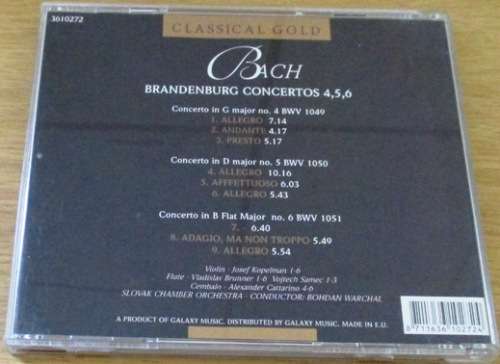 3610272
CLASSICAL GOLD
BACH
BRANDENBURG CONCERTOS 4,5,6
Concerto in G major no. 4 BWV 1049
1. ALLEGRO 7.14
2. ANDANTE 4.17
3. PRESTO 5.17
Concerto in D major no. 5 BWV 1050
4. ALLEGRO 10.16
5. AFFFETTUOSO 6.03
6. ALLEGRO 5.43
Concerto in B Flat Major no. 6 BWV 1051
7. - 6.40
8. ADAGIO, MA NON TROPPO 5.49
9. ALLEGRO 5.54
Violin - Josef Kopelman 1-6
Flute - Vladislav Brunner 1-6 Vojtech Samec 1-3
Cembalo - Alexander Cattarino 4-6
SLOVAK CHAMBER ORCHESTRA - CONDUCTOR: BOHDAN WARCHAL
A PRODUCT OF GALAXY MUSIC. DISTRIBUTED BY GALAXY MUSIC. MADE IN E.U.
8 711636 102724